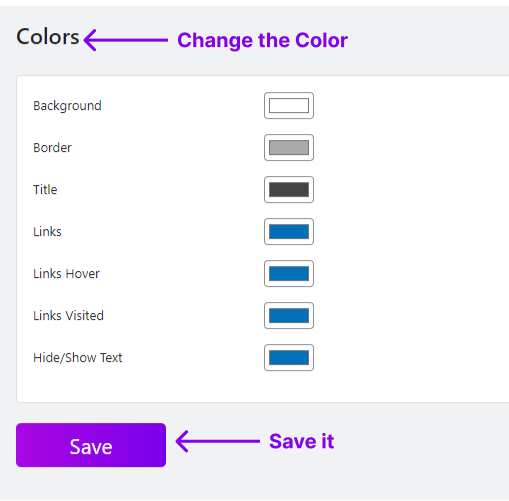 Colors
Change the Color
Background
Border
Title
Links
Links Hover
Links Visited
Hide/Show Text
Save
Save it